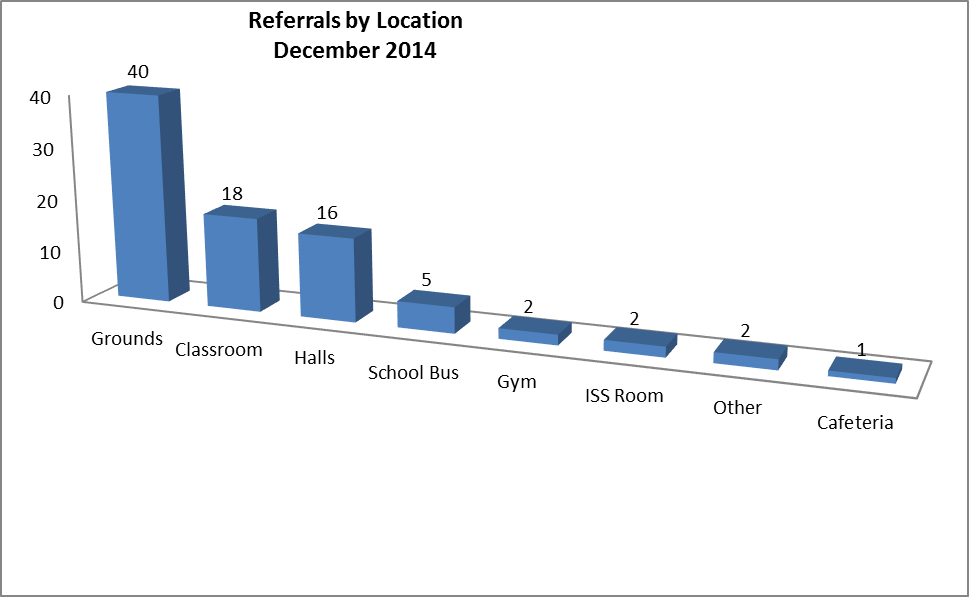 Referrals by Location
December 2014
40
30
20
10
0
40
18
16
5
2
2
2
1
Grounds
Classroom
Halls
School Bus
Gym
ISS Room
Other
Cafeteria